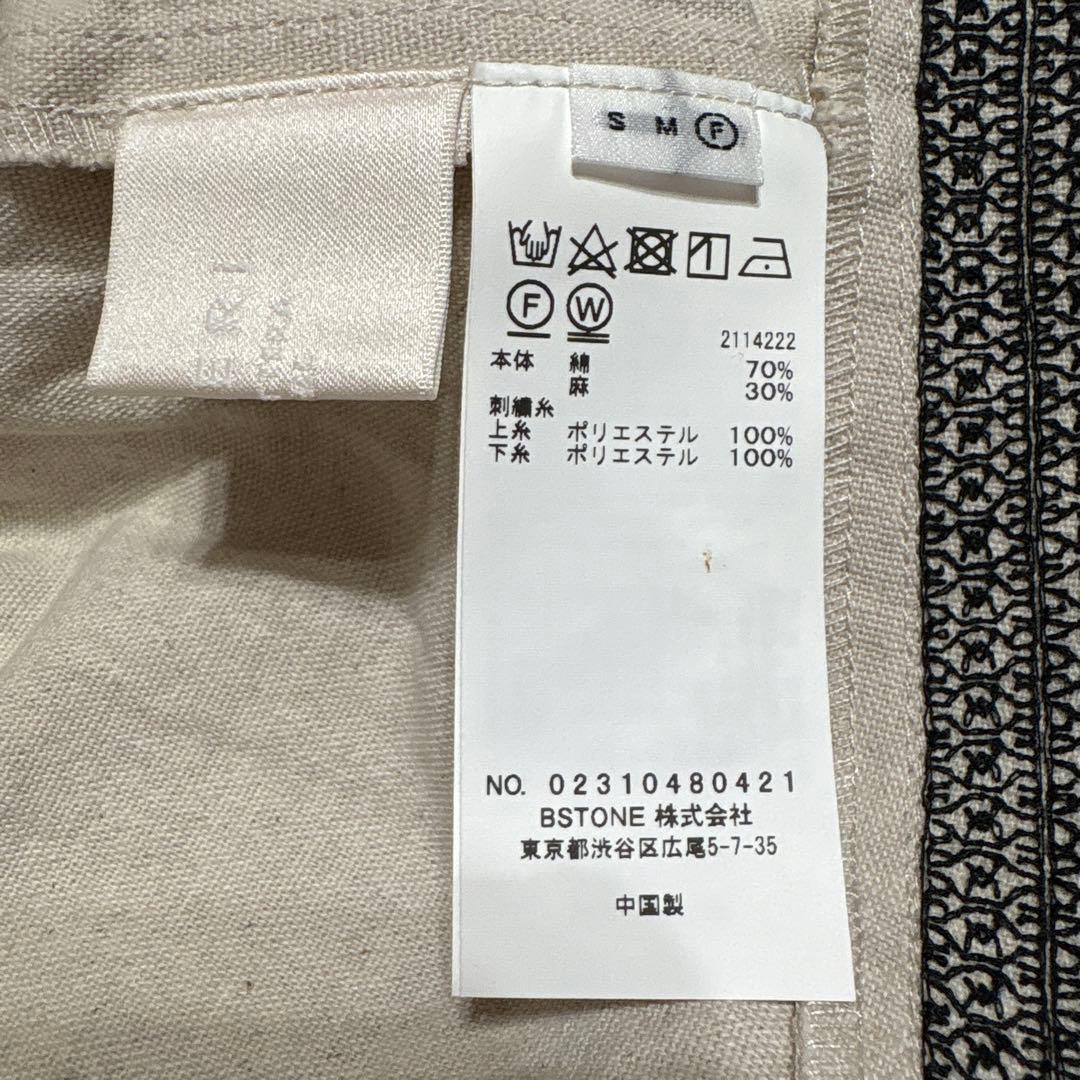 S M F
F W
2114222
本体 綿 70%
麻 30%
刺繍糸
上糸 ポリエステル 100%
下糸 ポリエステル 100%
NO. 02310480421
BSTONE 株式会社
東京都渋谷区広尾5-7-35
中国製